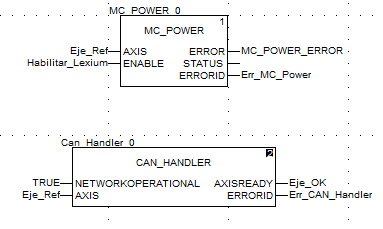 MC_POWER_0
1
MC_POWER
Eje_Ref AXIS ERROR MC_POWER_ERROR
Habilitar_Lexium ENABLE STATUS
ERRORID Err_MC_Power
Can_Handler_0
2
CAN_HANDLER
TRUE NETWORKOPERATIONAL AXISREADY Eje_OK
Eje_Ref AXIS ERRORID Err_CAN_Handler